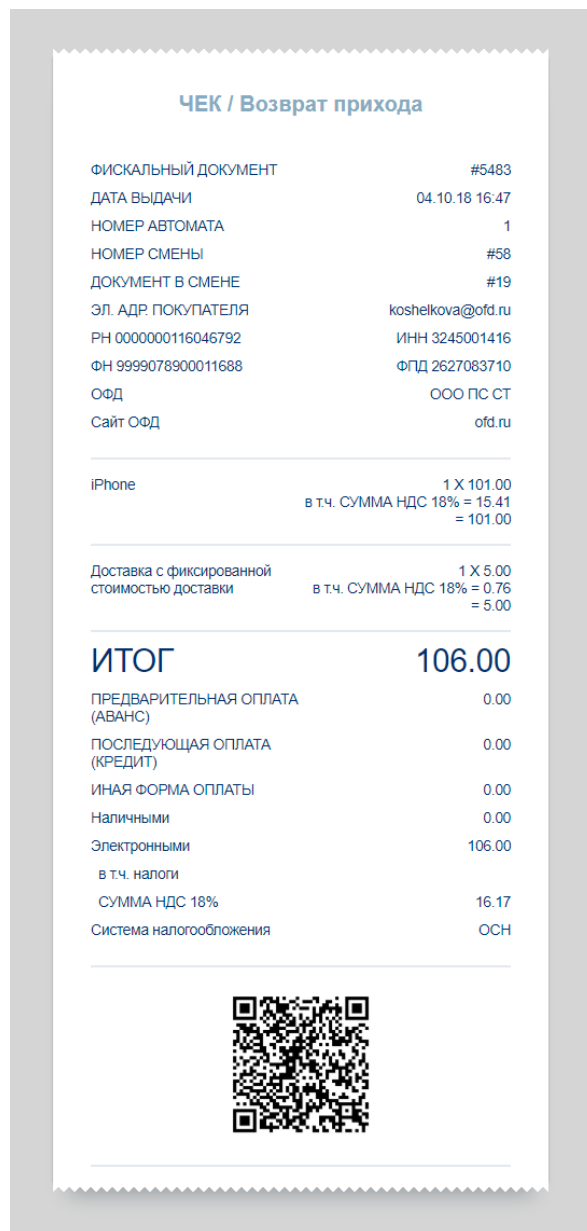 ЧЕК / Возврат прихода
ФИСКАЛЬНЫЙ ДОКУМЕНТ #5483
ДАТА ВЫДАЧИ 04.10.18 16:47
НОМЕР АВТОМАТА 1
НОМЕР СМЕНЫ #58
ДОКУМЕНТ В СМЕНЕ #19
ЭЛ. АДР. ПОКУПАТЕЛЯ koshelkova@ofd.ru
РН 0000000116046792 ИНН 3245001416
ФН 9999078900011688 ФПД 2627083710
ОФД ООО ПС СТ
Сайт ОФД ofd.ru
iPhone 1 X 101.00
в т.ч. СУММА НДС 18% = 15.41
= 101.00
Доставка с фиксированной 1 X 5.00
стоимостью доставки в т.ч. СУММА НДС 18% = 0.76
= 5.00
ИТОГ 106.00
ПРЕДВАРИТЕЛЬНАЯ ОПЛАТА 0.00
(АВАНС)
ПОСЛЕДУЮЩАЯ ОПЛАТА 0.00
(КРЕДИТ)
ИНАЯ ФОРМА ОПЛАТЫ 0.00
Наличными 0.00
Электронными 106.00
в т.ч. налоги
СУММА НДС 18% 16.17
Система налогообложения ОСН